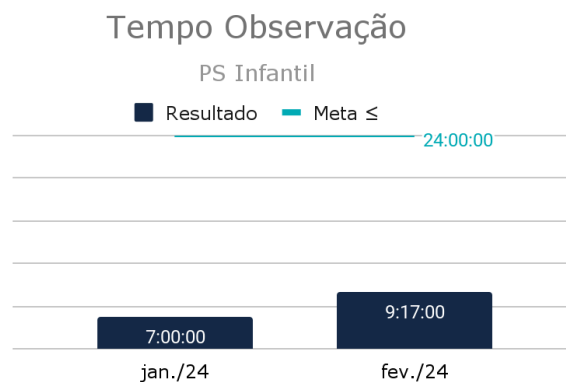 Tempo Observação
PS Infantil
Resultado Meta ≤
24:00:00
9:17:00
7:00:00
jan./24 fev./24